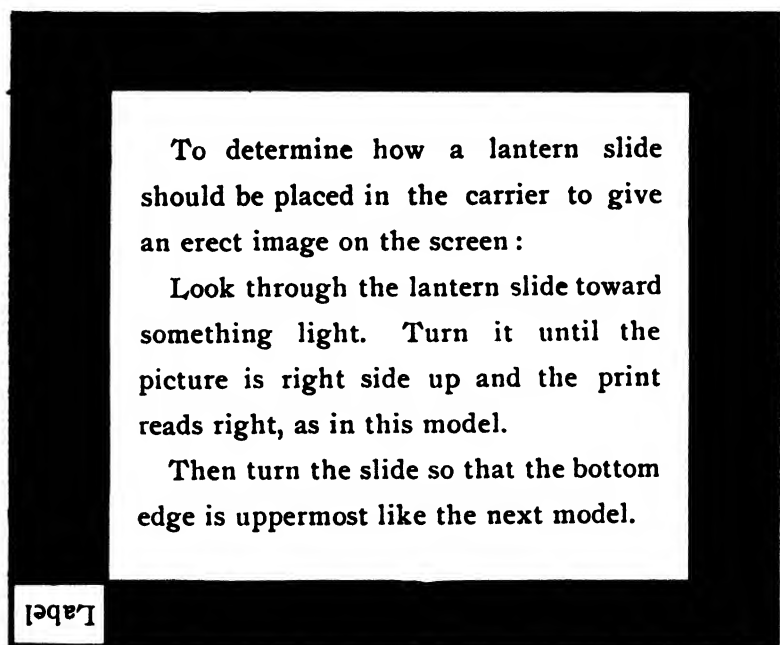 To determine how a lantern slide
should be placed in the carrier to give
an erect image on the screen :
Look through the lantern slide toward
something light. Turn it until the
picture is right side up and the print
reads right, as in this model.
Then turn the slide so that the bottom
edge is uppermost like the next model.
Label